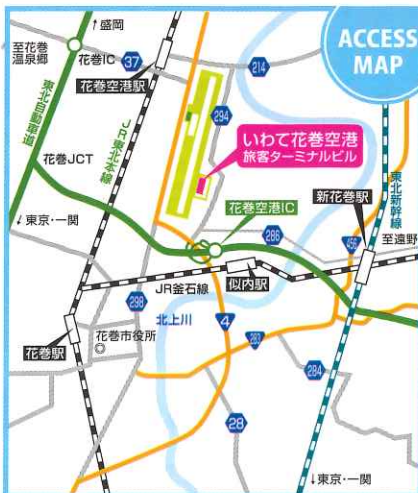 ACCESS
MAP
↑盛岡
至花巻
温泉郷
花巻IC
37
214
花巻空港駅
東北自動車道
JR東北本線
294
いわて花巻空港
旅客ターミナルビル
花巻JCT
東北新幹線
新花巻駅
↓東京・一関
花巻空港IC
286
456
至遠野
JR釜石線
似内駅
298
北上川
4
花巻市役所
花巻駅
283
284
28
↓東京・一関